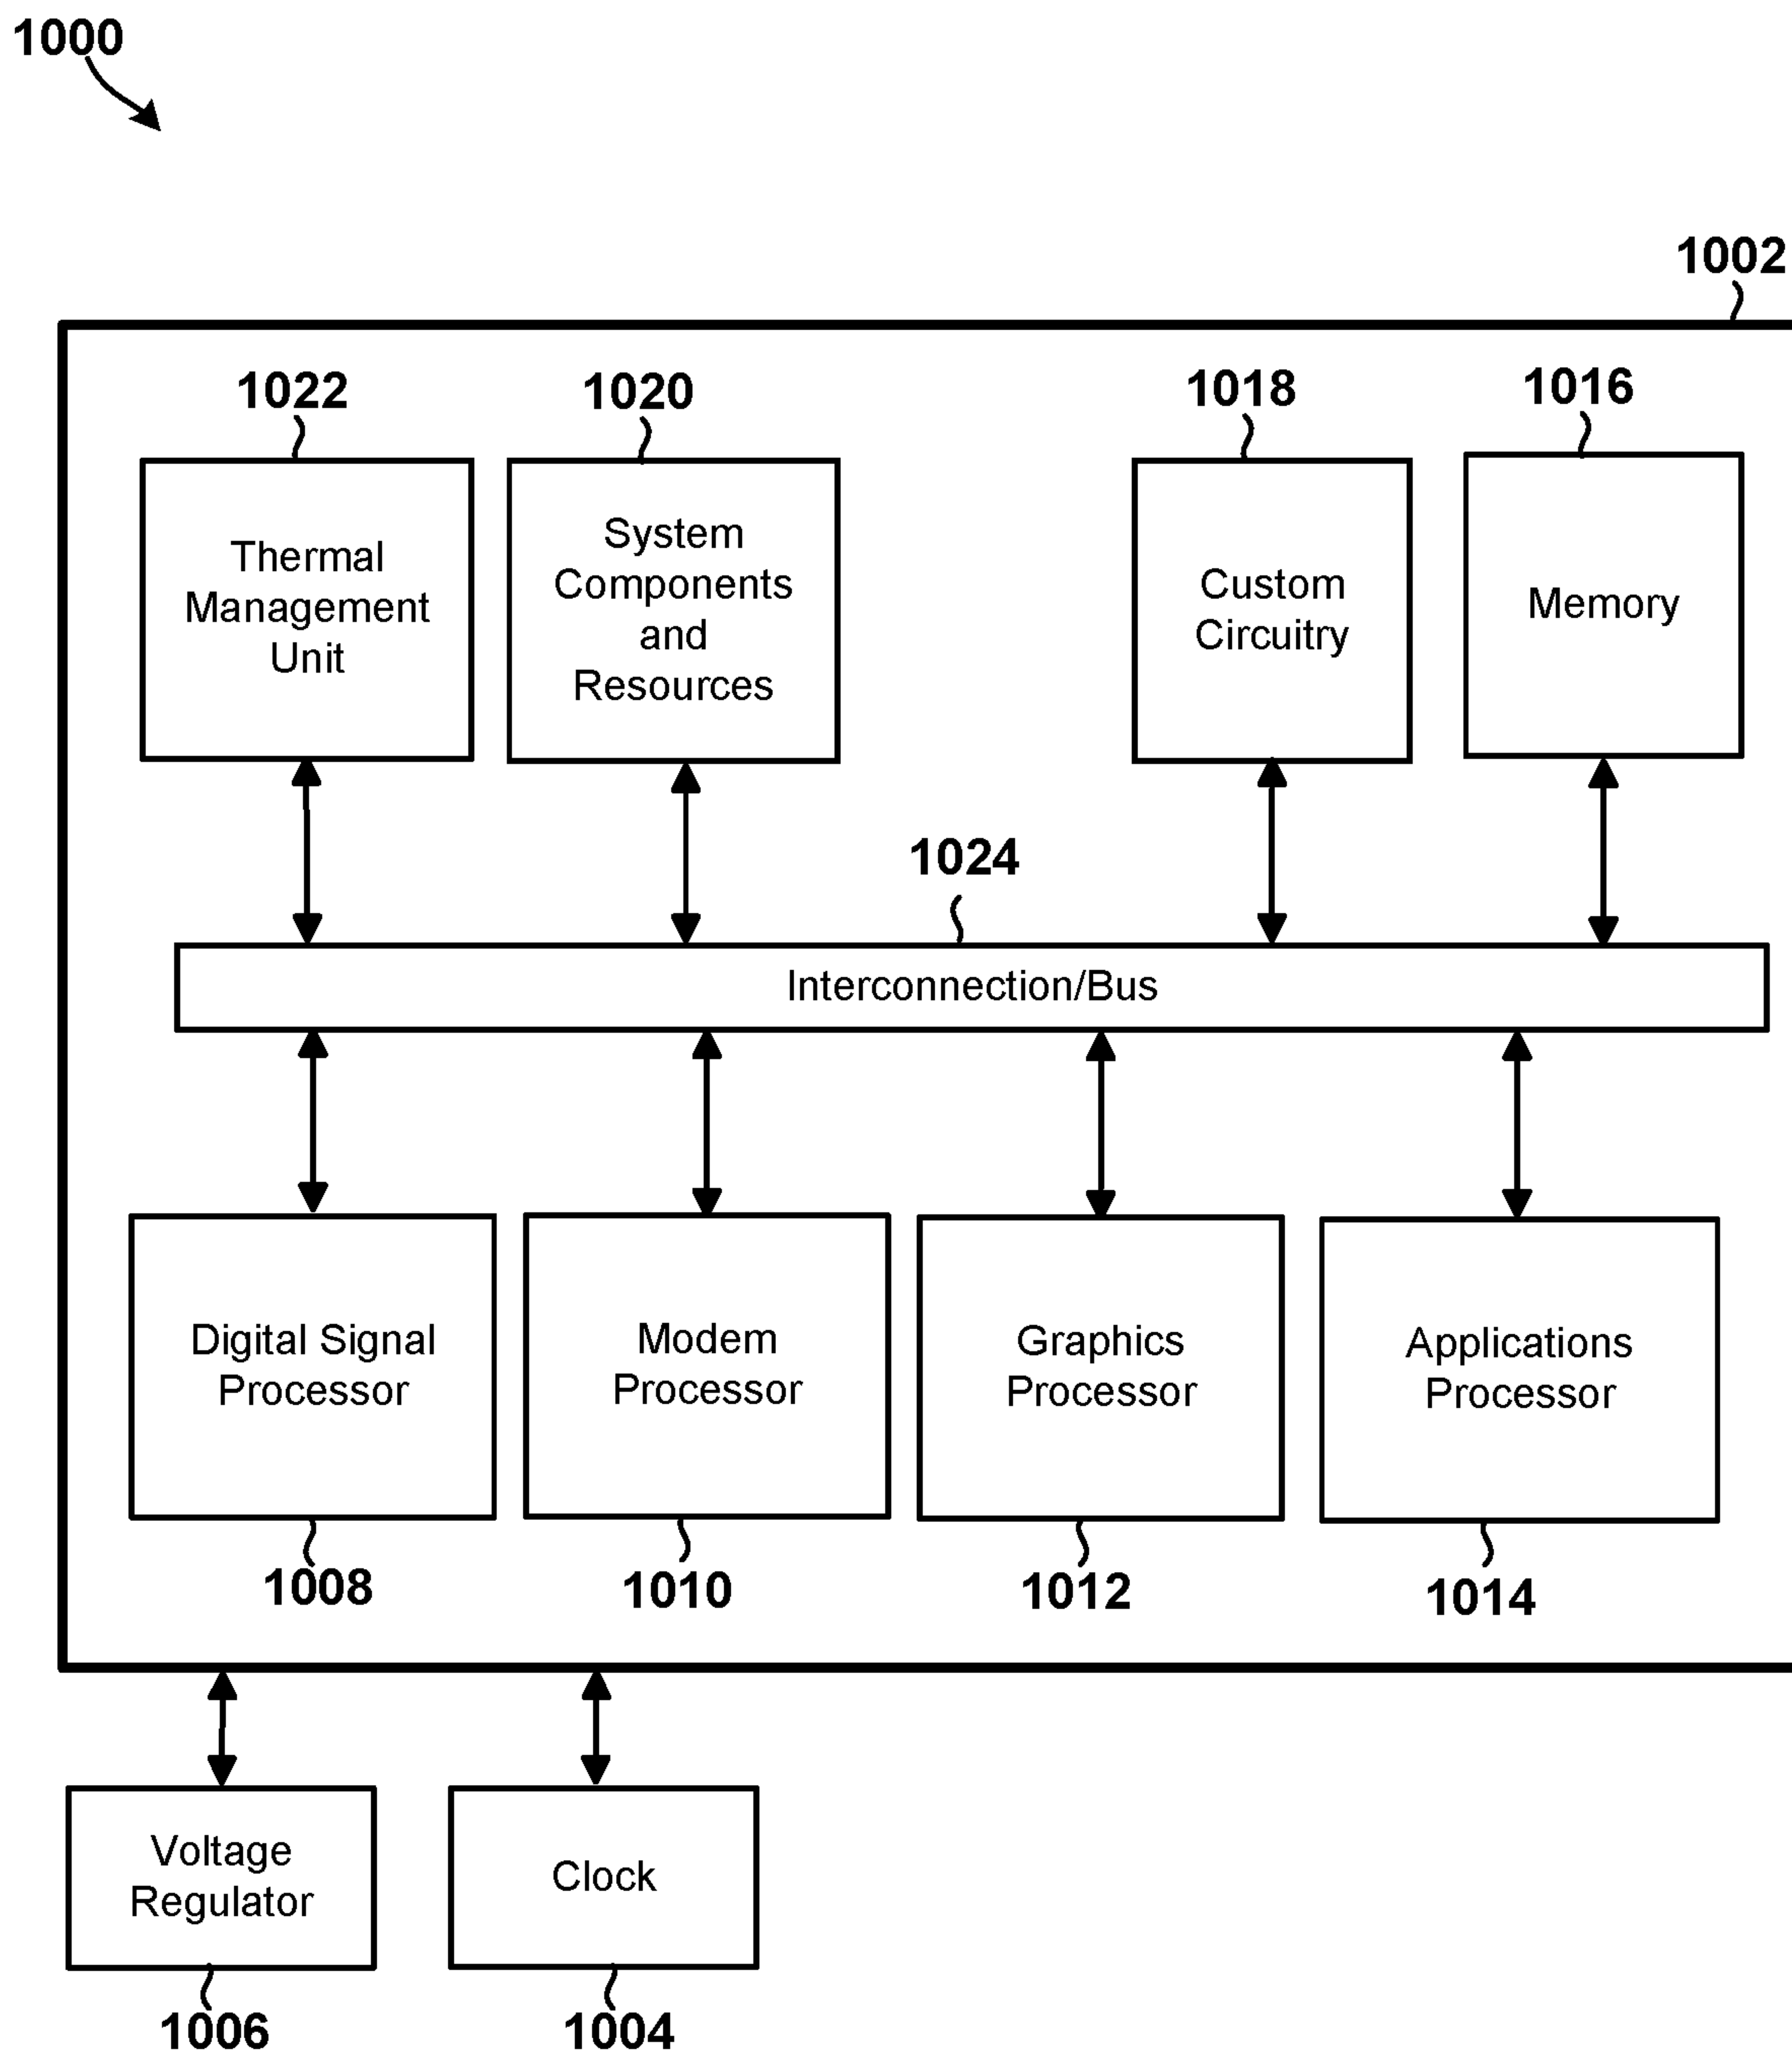 1000
1002
1022
1020
1018
1016
Thermal
Management
Unit
System
Components
and
Resources
Custom
Circuitry
Memory
1024
Interconnection/Bus
Digital Signal
Processor
Modem
Processor
Graphics
Processor
Applications
Processor
1008
1010
1012
1014
Voltage
Regulator
Clock
1006
1004